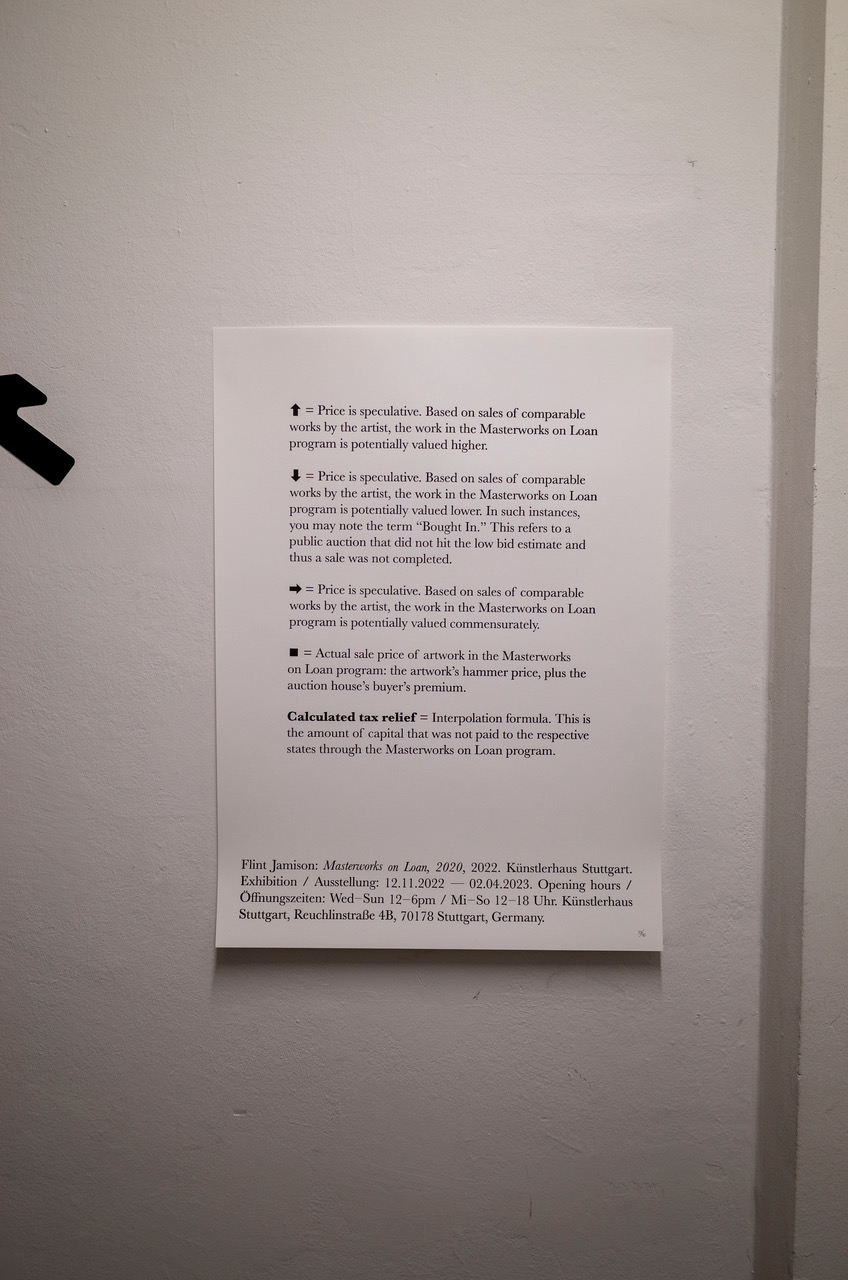 ⬆ = Price is speculative. Based on sales of comparable
works by the artist, the work in the Masterworks on Loan
program is potentially valued higher.
⬇ = Price is speculative. Based on sales of comparable
works by the artist, the work in the Masterworks on Loan
program is potentially valued lower. In such instances,
you may note the term “Bought In.” This refers to a
public auction that did not hit the low bid estimate and
thus a sale was not completed.
➡ = Price is speculative. Based on sales of comparable
works by the artist, the work in the Masterworks on Loan
program is potentially valued commensurately.
■ = Actual sale price of artwork in the Masterworks
on Loan program: the artwork’s hammer price, plus the
auction house’s buyer’s premium.
Calculated tax relief = Interpolation formula. This is
the amount of capital that was not paid to the respective
states through the Masterworks on Loan program.
Flint Jamison: Masterworks on Loan, 2020, 2022. Künstlerhaus Stuttgart.
Exhibition / Ausstellung: 12.11.2022 — 02.04.2023. Opening hours /
Öffnungszeiten: Wed–Sun 12–6pm / Mi–So 12–18 Uhr. Künstlerhaus
Stuttgart, Reuchlinstraße 4B, 70178 Stuttgart, Germany.